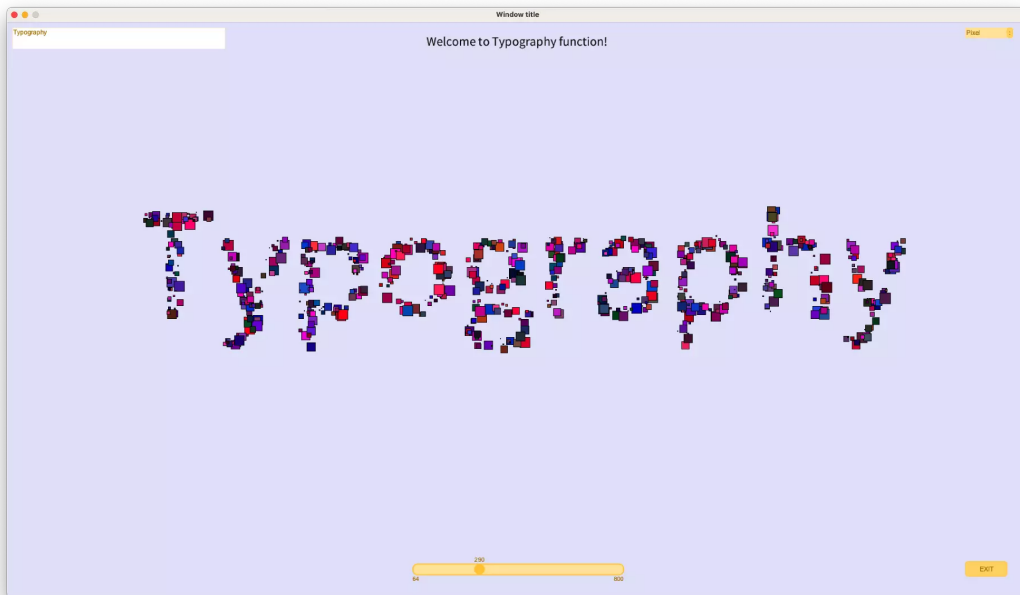 Window title
Typography
Welcome to Typography function!
Pixel
Typography
290
64
800
EXIT